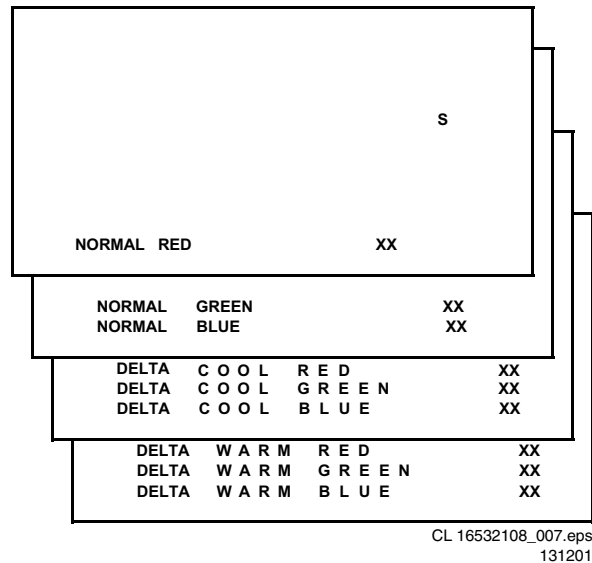 S
NORMAL RED XX
NORMAL GREEN XX
NORMAL BLUE XX
DELTA COOL RED XX
DELTA COOL GREEN XX
DELTA COOL BLUE XX
DELTA WARM RED XX
DELTA WARM GREEN XX
DELTA WARM BLUE XX
CL 16532108_007.eps
131201